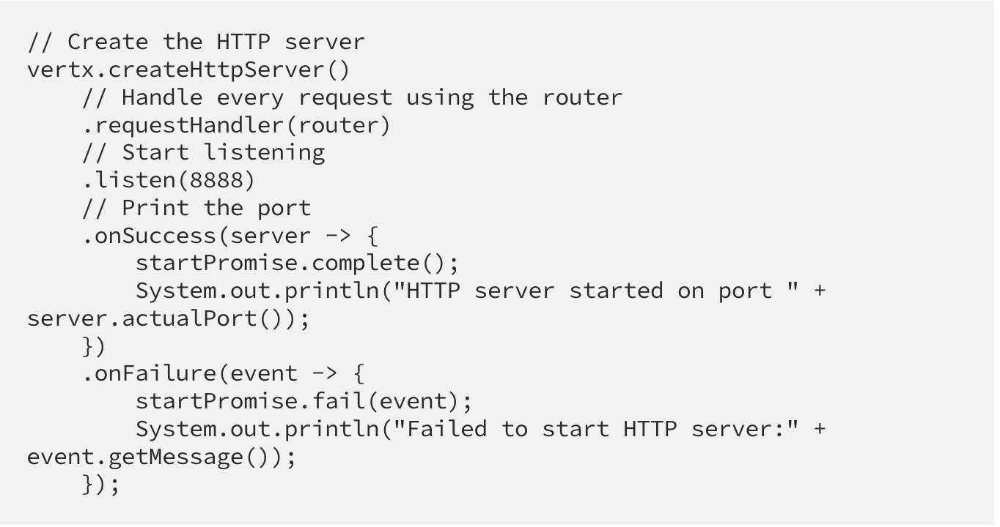 // Create the HTTP server
vertx.createHttpServer()
    // Handle every request using the router
    .requestHandler(router)
    // Start listening
    .listen(8888)
    // Print the port
    .onSuccess(server -> {
        startPromise.complete();
        System.out.println("HTTP server started on port " +
server.actualPort());
    })
    .onFailure(event -> {
        startPromise.fail(event);
        System.out.println("Failed to start HTTP server:" +
event.getMessage());
    });